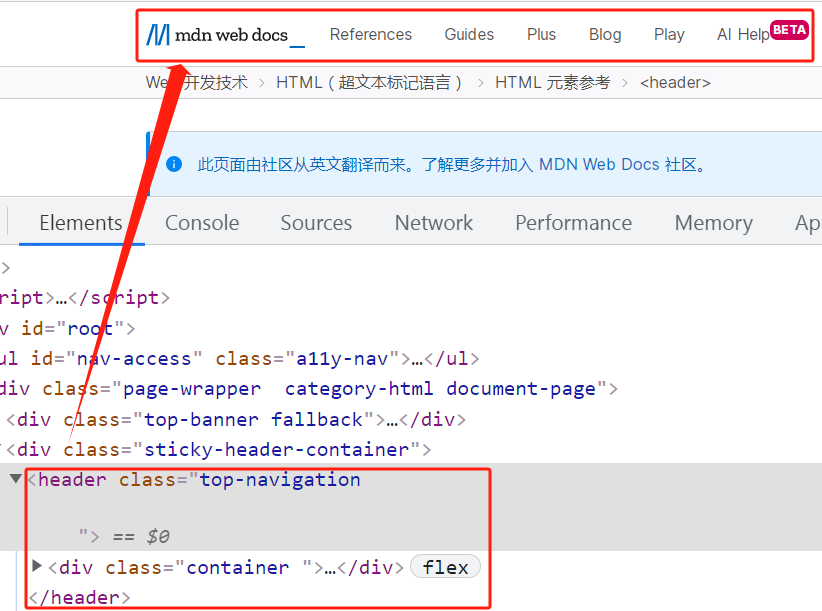 mdn web docs_ References Guides Plus Blog Play AI Help BETA
We 开发技术 > HTML（超文本标记语言） > HTML 元素参考 > <header>
此页面由社区从英文翻译而来。了解更多并加入 MDN Web Docs 社区。
Elements Console Sources Network Performance Memory Ap
>
ript>…</script>
v id="root">
ul id="nav-access" class="a11y-nav">…</ul>
div class="page-wrapper  category-html document-page">
<div class="top-banner fallback">…</div>
<div class="sticky-header-container">
▼<header class="top-navigation
"> == $0
▶<div class="container ">…</div> flex
</header>